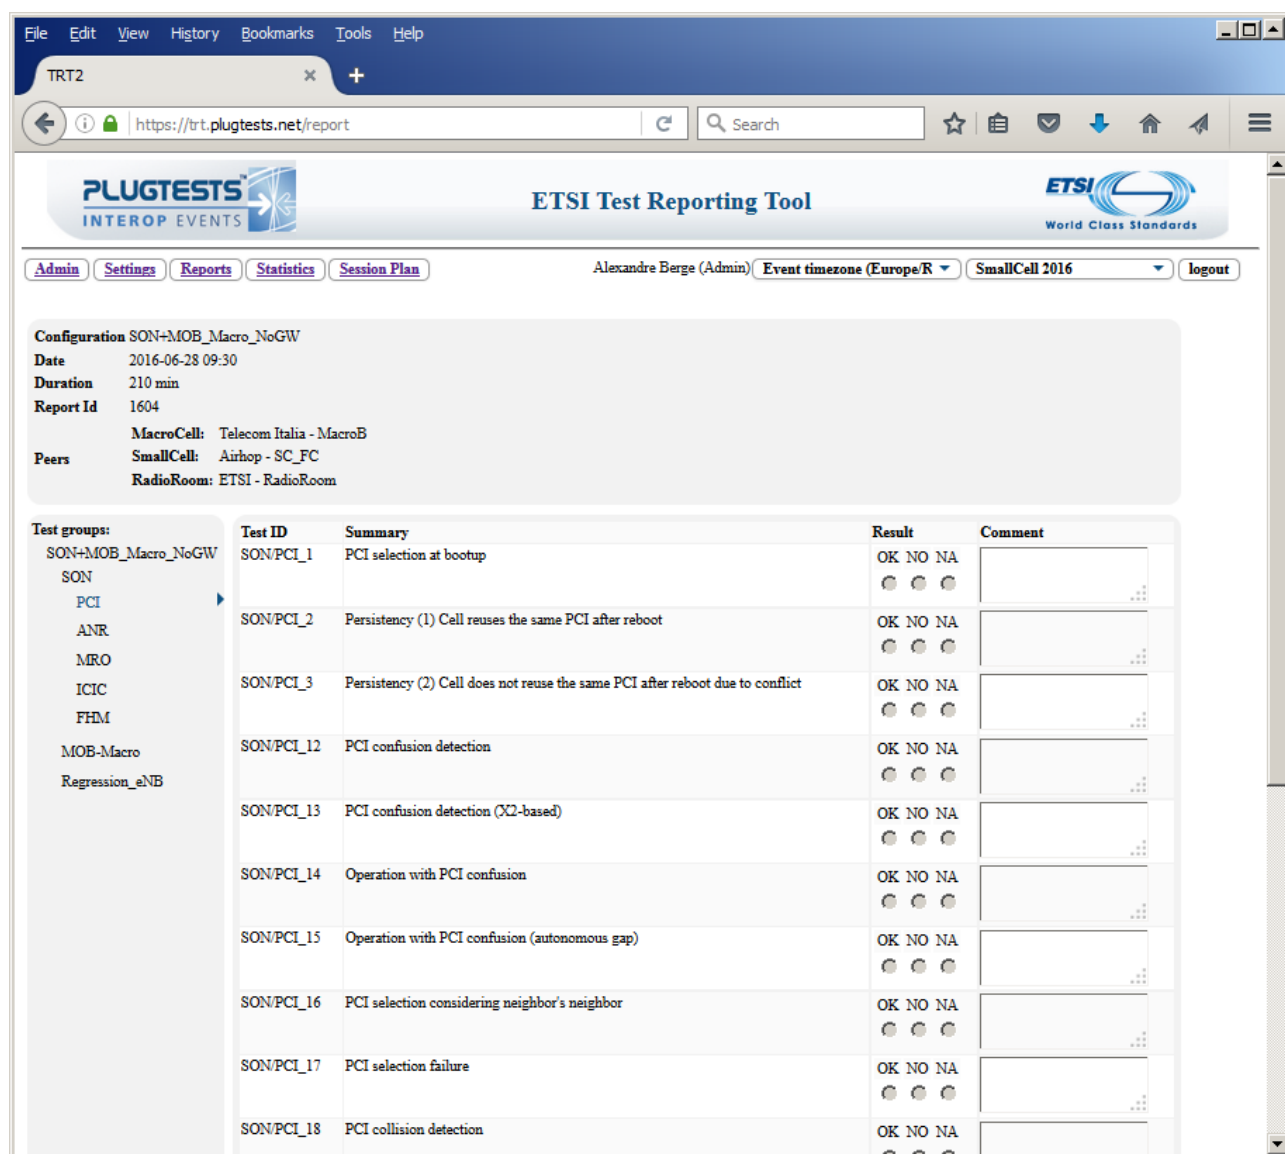 File Edit View History Bookmarks Tools Help
TRT2
https://trt.plugtests.net/report
Search
PLUGTESTS™
INTEROP EVENTS
ETSI Test Reporting Tool
ETSI
World Class Standards
Admin Settings Reports Statistics Session Plan Alexandre Berge (Admin) Event timezone (Europe/R SmallCell 2016 logout
Configuration SON+MOB_Macro_NoGW
Date 2016-06-28 09:30
Duration 210 min
Report Id 1604
Peers
MacroCell: Telecom Italia - MacroB
SmallCell: Airhop - SC_FC
RadioRoom: ETSI - RadioRoom
Test groups:
SON+MOB_Macro_NoGW
SON
PCI
ANR
MRO
ICIC
FHM
MOB-Macro
Regression_eNB
Test ID Summary Result Comment
SON/PCI_1 PCI selection at bootup OK NO NA
SON/PCI_2 Persistency (1) Cell reuses the same PCI after reboot OK NO NA
SON/PCI_3 Persistency (2) Cell does not reuse the same PCI after reboot due to conflict OK NO NA
SON/PCI_12 PCI confusion detection OK NO NA
SON/PCI_13 PCI confusion detection (X2-based) OK NO NA
SON/PCI_14 Operation with PCI confusion OK NO NA
SON/PCI_15 Operation with PCI confusion (autonomous gap) OK NO NA
SON/PCI_16 PCI selection considering neighbor's neighbor OK NO NA
SON/PCI_17 PCI selection failure OK NO NA
SON/PCI_18 PCI collision detection OK NO NA